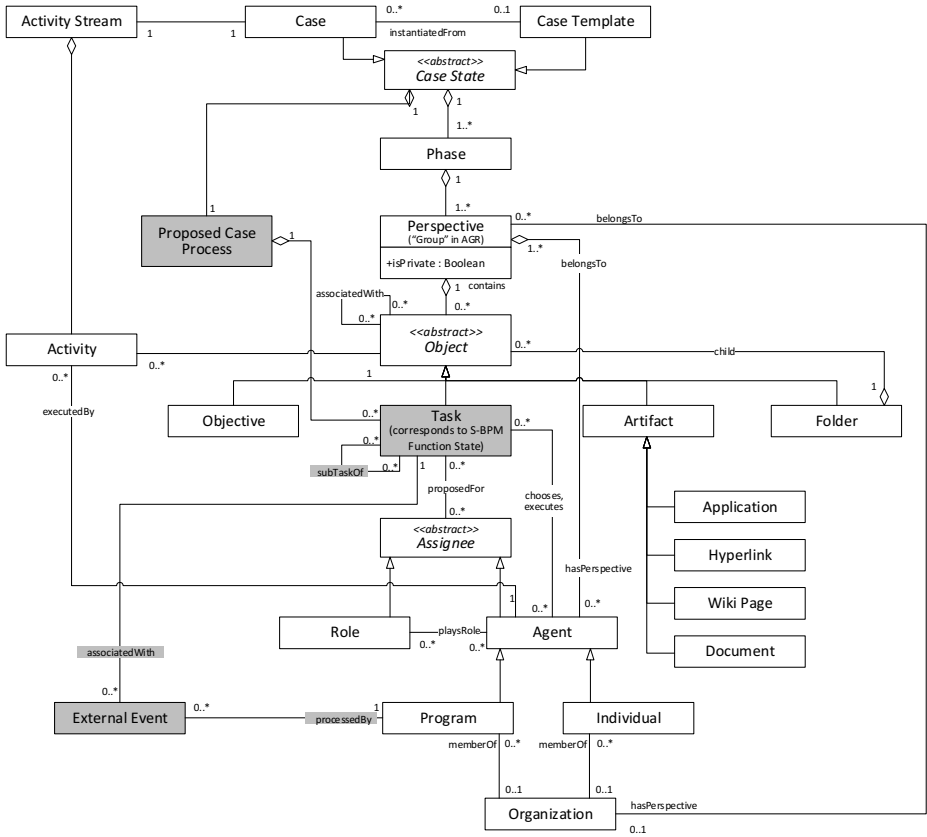 Activity Stream
Case
Case Template
0..*
0..1
1
1
instantiatedFrom
<<abstract>>
Case State
1
1
1..*
Phase
1
1
1..*
Proposed Case
Process
1
Perspective
("Group" in AGR)
+isPrivate : Boolean
0..*
belongsTo
1..*
belongsTo
1
contains
associatedWith
0..*
0..*
0..*
<<abstract>>
Object
0..*
child
Activity
0..*
0..*
1
1
executedBy
Objective
Task
(corresponds to S-BPM
Function State)
Artifact
Folder
0..*
0..*
0..*
subTaskOf
0..*
1
0..*
proposedFor
chooses,
executes
0..*
<<abstract>>
Assignee
Application
Hyperlink
Wiki Page
Document
hasPerspective
1
0..*
0..*
Role
playsRole
0..*
0..*
Agent
associatedWith
0..*
External Event
0..*
processedBy
1
Program
Individual
memberOf
0..*
memberOf
0..*
0..1
0..1
Organization
hasPerspective
0..1